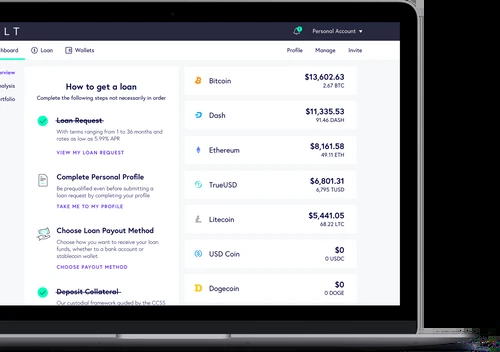 LT
Personal Account
hboard
Loan
Wallets
Profile
Manage
Invite
erview
alysis
rtfolio
How to get a loan
Complete the following steps not necessarily in order
Loan Request
With terms ranging from 1 to 36 months and
rates as low as 5.99% APR
VIEW MY LOAN REQUEST
Complete Personal Profile
Be prequalified even before submitting a
loan request by completing your profile
TAKE ME TO MY PROFILE
Choose Loan Payout Method
Choose how you want to receive your loan
funds, whether to a bank account or
stablecoin wallet
CHOOSE PAYOUT METHOD
Deposit Collateral
Our custodial framework guided by the CCSS
Bitcoin
$13,602.63
2.67 BTC
Dash
$11,335.53
91.46 DASH
Ethereum
$8,161.58
49.11 ETH
TrueUSD
$6,801.31
6,795 TUSD
Litecoin
$5,441.05
68.22 LTC
USD Coin
$0
0 USDC
Dogecoin
$0
0 DOGE